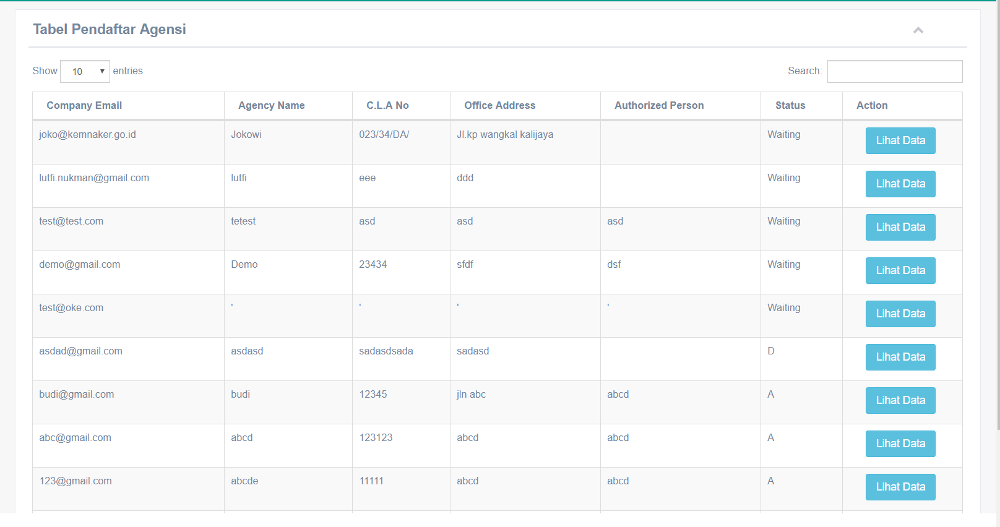 Tabel Pendaftar Agensi
Show 10 entries Search:
Company Email Agency Name C.L.A No Office Address Authorized Person Status Action
joko@kemnaker.go.id Jokowi 023/34/DA/ Jl.kp wangkal kalijaya Waiting Lihat Data
lutfi.nukman@gmail.com lutfi eee ddd Waiting Lihat Data
test@test.com tetest asd asd asd Waiting Lihat Data
demo@gmail.com Demo 23434 sfdf dsf Waiting Lihat Data
test@oke.com ' ' ' ' Waiting Lihat Data
asdad@gmail.com asdasd sadasdsada sadasd D Lihat Data
budi@gmail.com budi 12345 jln abc abcd A Lihat Data
abc@gmail.com abcd 123123 abcd abcd A Lihat Data
123@gmail.com abcde 11111 abcd abcd A Lihat Data